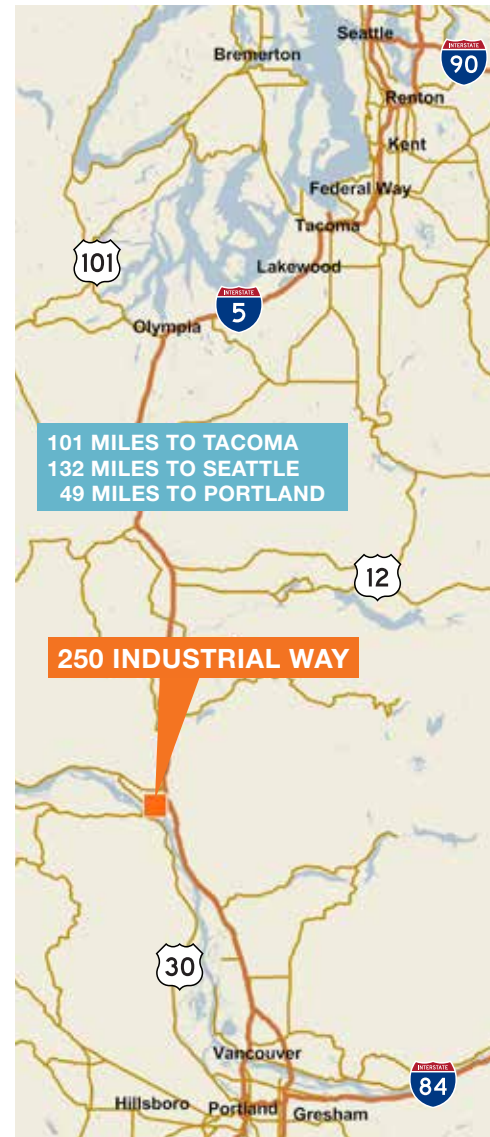 Seattle
Bremerton
INTERSTATE
90
Renton
Kent
Federal Way
Tacoma
101
Lakewood
INTERSTATE
5
Olympia
101 MILES TO TACOMA
132 MILES TO SEATTLE
49 MILES TO PORTLAND
12
250 INDUSTRIAL WAY
30
Vancouver
INTERSTATE
84
Hillsboro
Portland
Gresham